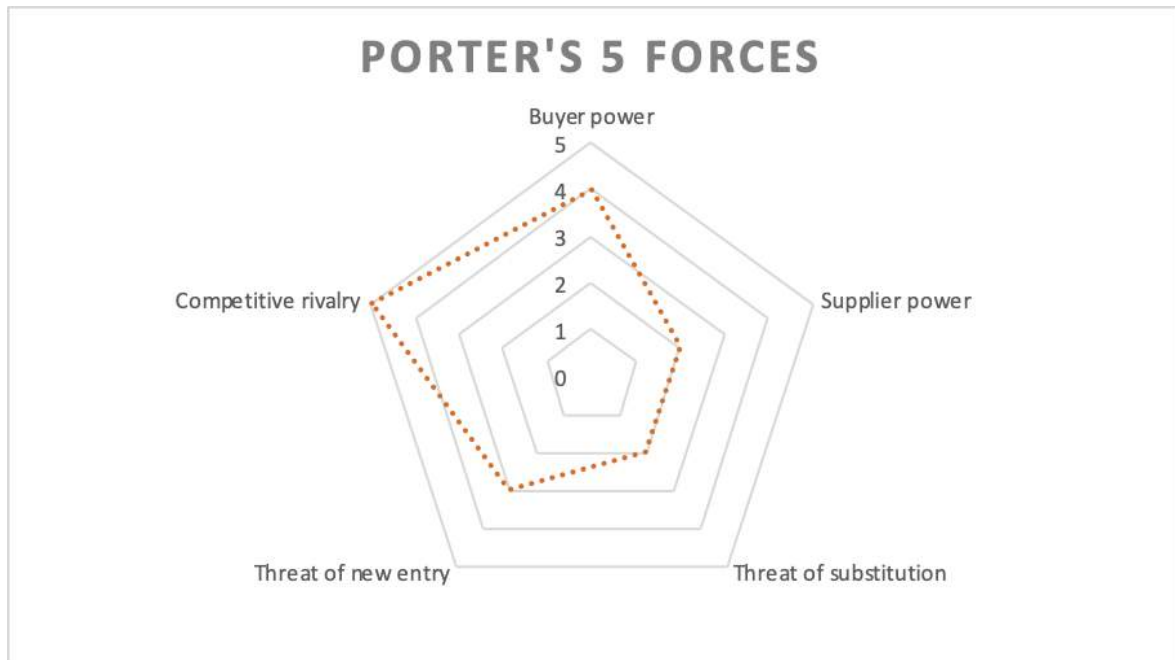 PORTER'S 5 FORCES
Buyer power
5
4
3
2
1
0
Competitive rivalry
Supplier power
Threat of new entry
Threat of substitution